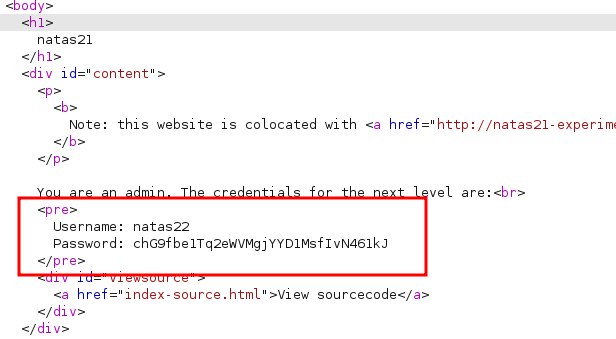 <body>
<h1>
natas21
</h1>
<div id="content">
<p>
<b>
Note: this website is colocated with <a href="http://natas21-experime
</b>
</p>
You are an admin. The credentials for the next level are:<br>
<pre>
Username: natas22
Password: chG9fbe1Tq2eWVMgjYYD1MsfIvN461kJ
</pre>
<div id="viewsource">
<a href="index-source.html">View sourcecode</a>
</div>
</div>